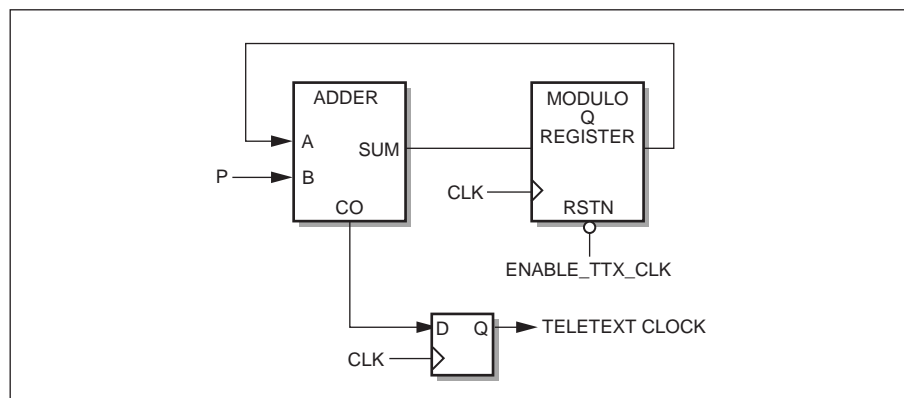 ADDER
A
SUM
P
B
CO
MODULO
Q
REGISTER
CLK
RSTN
ENABLE_TTX_CLK
D
Q
TELETEXT CLOCK
CLK